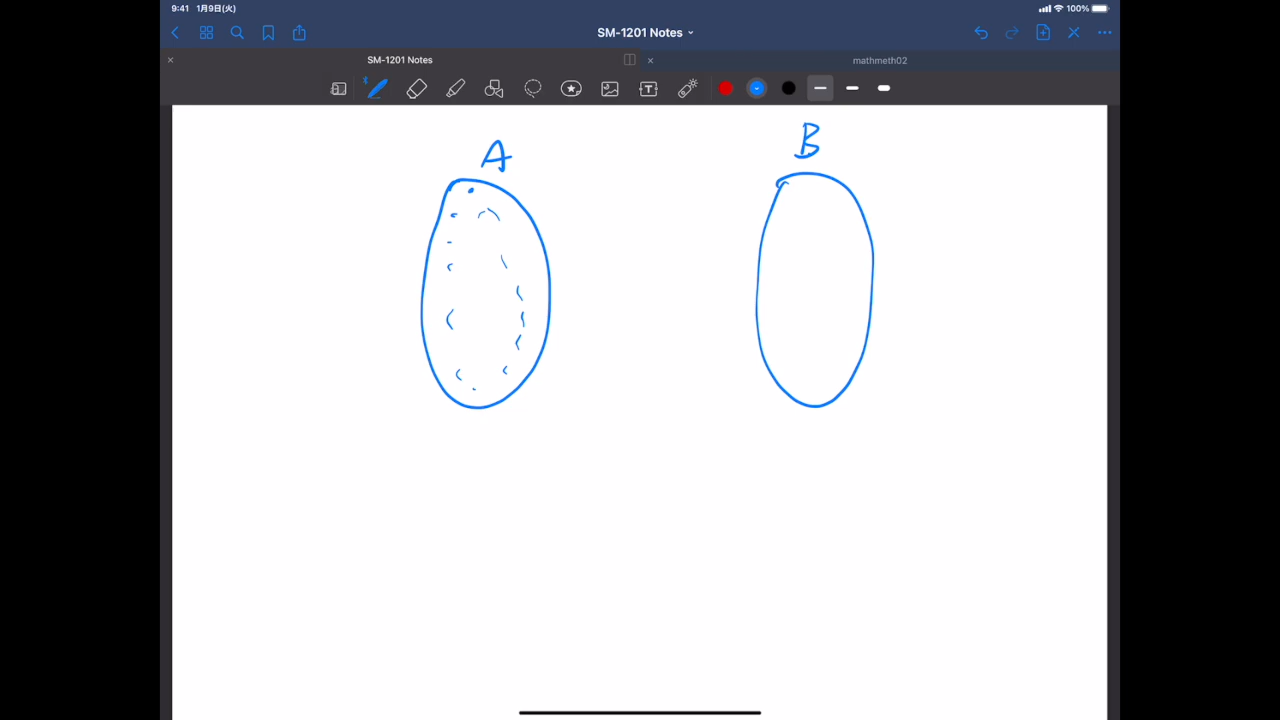 9:41 1月9日(火) 100%
SM-1201 Notes
SM-1201 Notes mathmeth02
A B